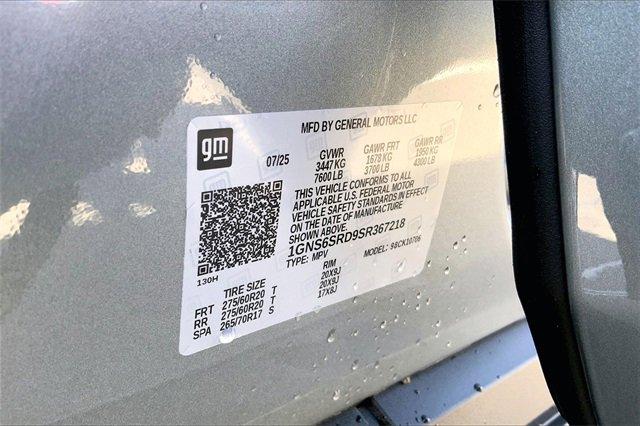 MFD BY GENERAL MOTORS LLC
gm
07/25
GVWR GAWR FRT GAWR RR
3447 KG 1678 KG 1950 KG
7600 LB 3700 LB 4300 LB
THIS VEHICLE CONFORMS TO ALL
APPLICABLE U.S. FEDERAL MOTOR
VEHICLE SAFETY STANDARDS IN EFFECT
ON THE DATE OF MANUFACTURE
SHOWN ABOVE.
1GNS6SRD9SR367218
TYPE: MPV MODEL: 98CK10706
130H
TIRE SIZE RIM
FRT 275/60R20 T 20X9J
RR 275/60R20 T 20X9J
SPA 265/70R17 S 17X8J